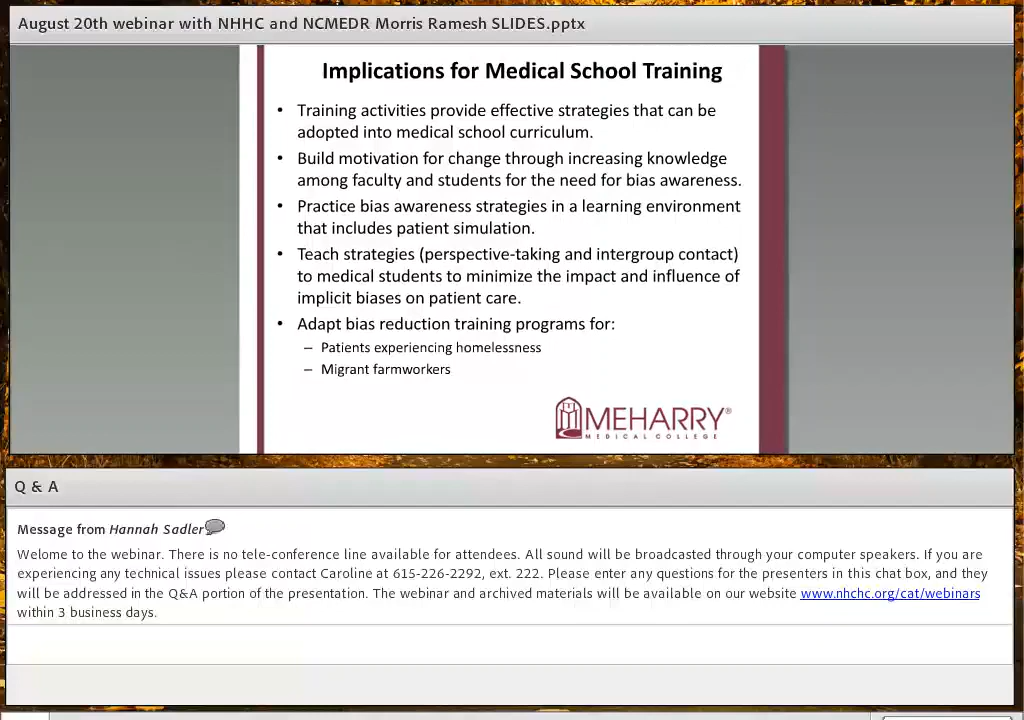 August 20th webinar with NHHC and NCMEDR Morris Ramesh SLIDES.pptx
Implications for Medical School Training
• Training activities provide effective strategies that can be
adopted into medical school curriculum.
• Build motivation for change through increasing knowledge
among faculty and students for the need for bias awareness.
• Practice bias awareness strategies in a learning environment
that includes patient simulation.
• Teach strategies (perspective-taking and intergroup contact)
to medical students to minimize the impact and influence of
implicit biases on patient care.
• Adapt bias reduction training programs for:
– Patients experiencing homelessness
– Migrant farmworkers
MEHARRY®
MEDICAL COLLEGE
Q & A
Message from Hannah Sadler
Welome to the webinar. There is no tele-conference line available for attendees. All sound will be broadcasted through your computer speakers. If you are
experiencing any technical issues please contact Caroline at 615-226-2292, ext. 222. Please enter any questions for the presenters in this chat box, and they
will be addressed in the Q&A portion of the presentation. The webinar and archived materials will be available on our website www.nhchc.org/cat/webinars
within 3 business days.